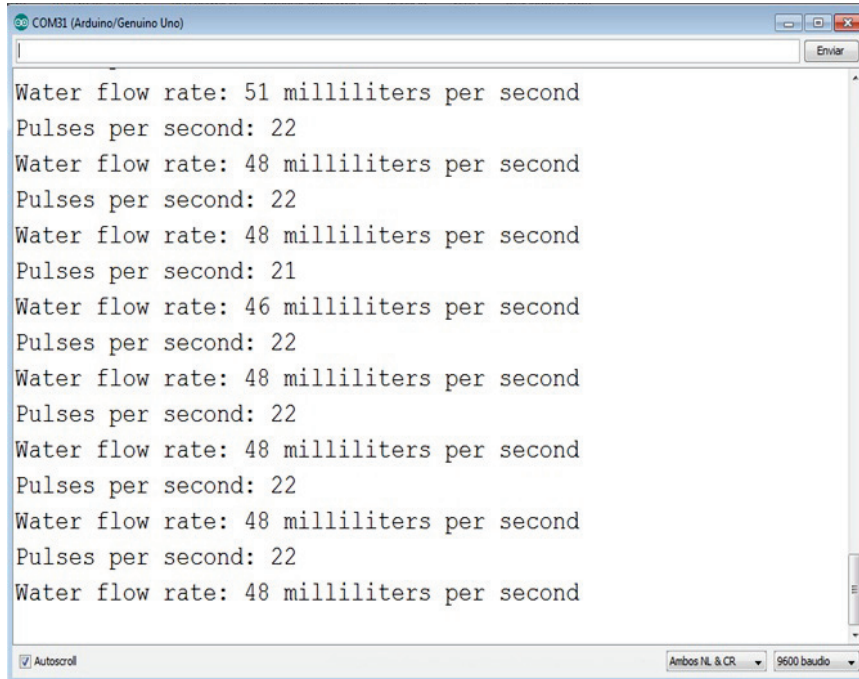 COM31 (Arduino/Genuino Uno)
Enviar
Water flow rate: 51 milliliters per second
Pulses per second: 22
Water flow rate: 48 milliliters per second
Pulses per second: 22
Water flow rate: 48 milliliters per second
Pulses per second: 21
Water flow rate: 46 milliliters per second
Pulses per second: 22
Water flow rate: 48 milliliters per second
Pulses per second: 22
Water flow rate: 48 milliliters per second
Pulses per second: 22
Water flow rate: 48 milliliters per second
Pulses per second: 22
Water flow rate: 48 milliliters per second
Autoscroll
Ambos NL & CR
9600 baudio